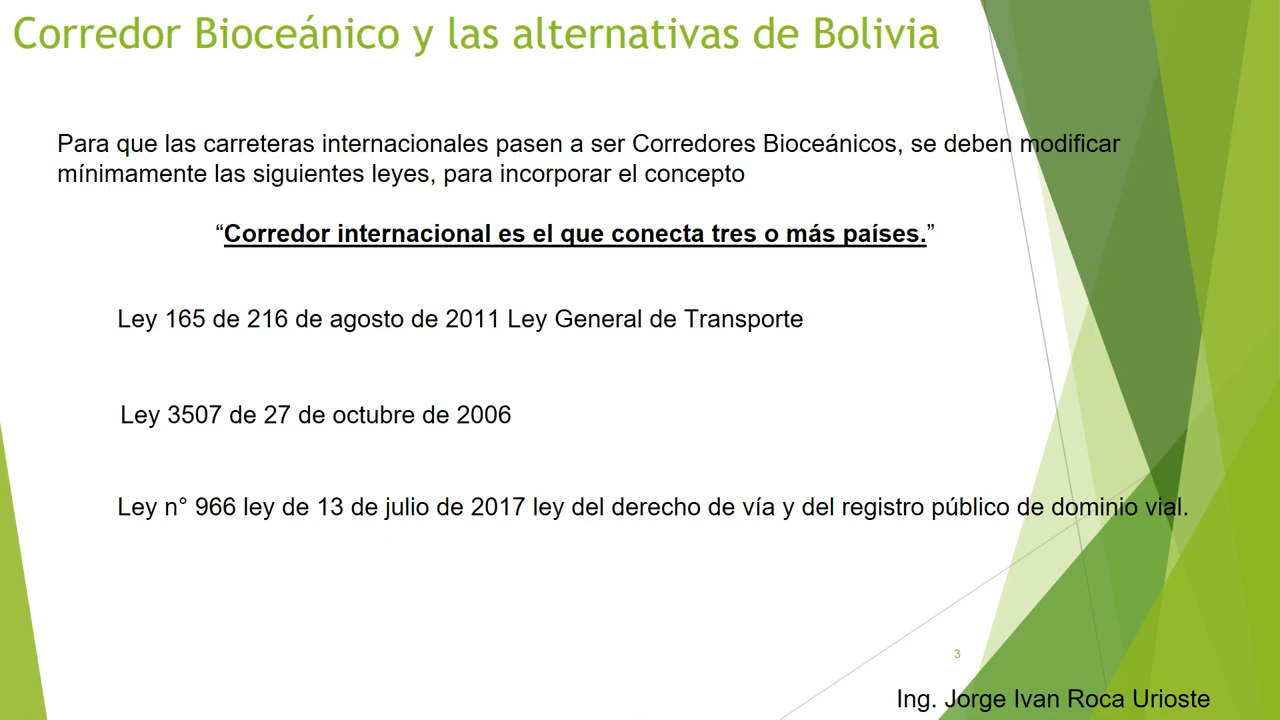 Corredor Bioceánico y las alternativas de Bolivia
Para que las carreteras internacionales pasen a ser Corredores Bioceánicos, se deben modificar
mínimamente las siguientes leyes, para incorporar el concepto
“Corredor internacional es el que conecta tres o más países.”
Ley 165 de 216 de agosto de 2011 Ley General de Transporte
Ley 3507 de 27 de octubre de 2006
Ley n° 966 ley de 13 de julio de 2017 ley del derecho de vía y del registro público de dominio vial.
3
Ing. Jorge Ivan Roca Urioste